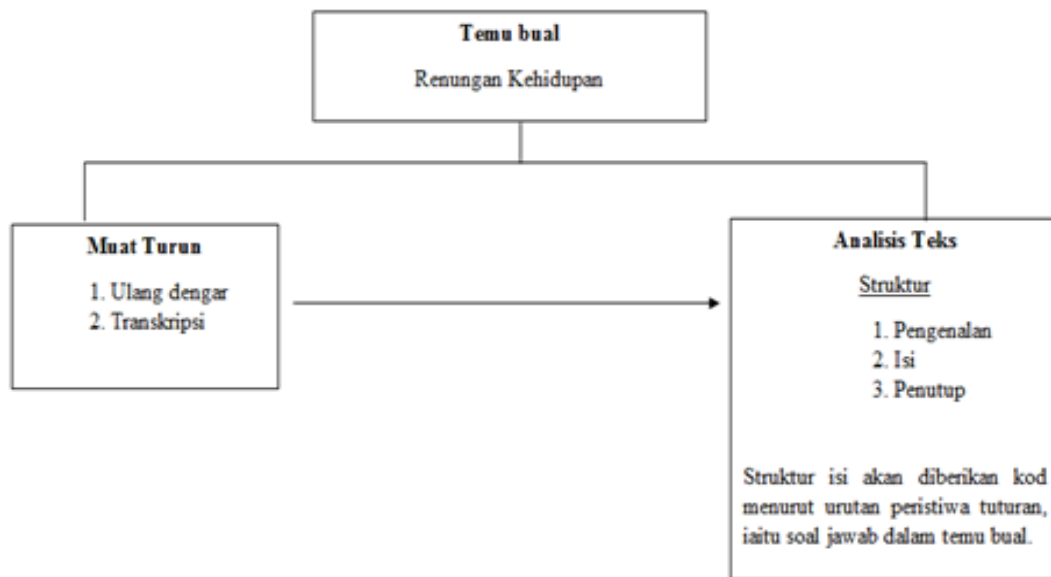 Temu bual
Renungan Kehidupan
Muat Turun
1. Ulang dengar
2. Transkripsi
Analisis Teks
Struktur
1. Pengenalan
2. Isi
3. Penutup
Struktur isi akan diberikan kod
menurut urutan peristiwa tuturan,
iaitu soal jawab dalam temu bual.